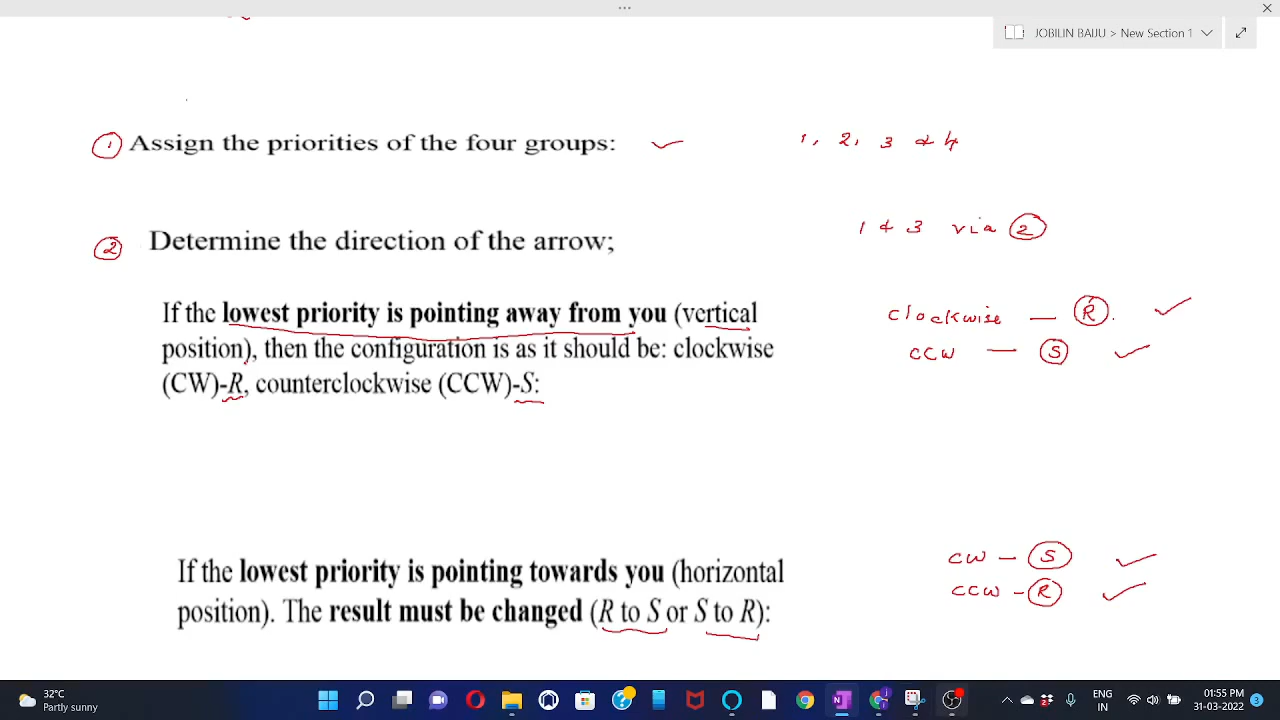 JOBILIN BAIJU > New Section 1
① Assign the priorities of the four groups: 1, 2, 3 & 4
② Determine the direction of the arrow; 1 & 3 via ②
If the lowest priority is pointing away from you (vertical
position), then the configuration is as it should be: clockwise
(CW)-R, counterclockwise (CCW)-S:
clockwise — R
CCW — S
If the lowest priority is pointing towards you (horizontal
position). The result must be changed (R to S or S to R):
CW — S
CCW - R
32°C
Partly sunny
ENG
IN
01:55 PM
31-03-2022
3